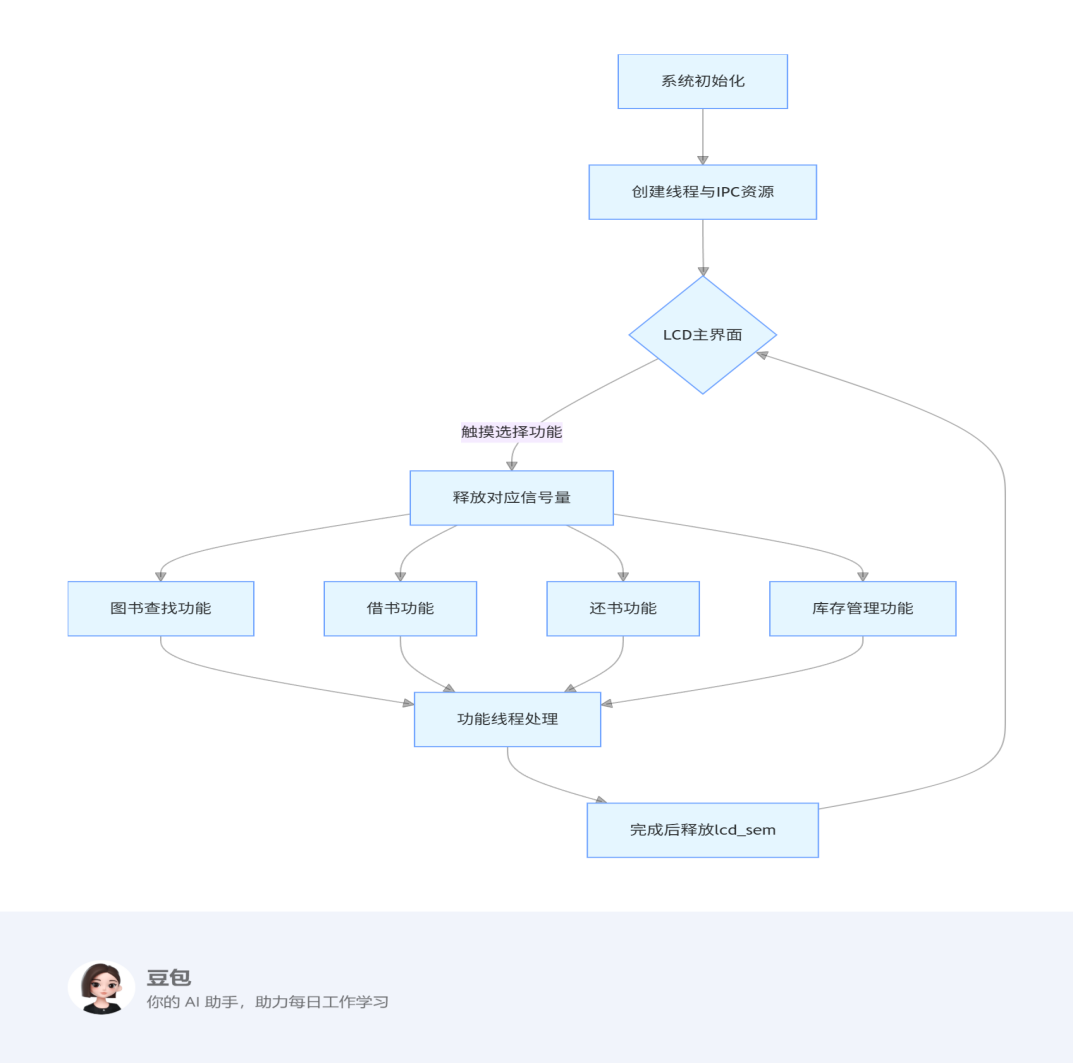 系统初始化
创建线程与IPC资源
LCD主界面
触摸选择功能
释放对应信号量
图书查找功能
借书功能
还书功能
库存管理功能
功能线程处理
完成后释放lcd_sem
豆包
你的 AI 助手，助力每日工作学习